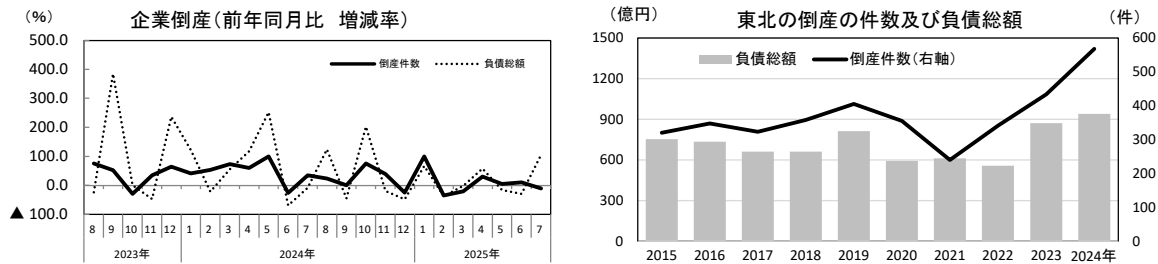 企業倒産(前年同月比　増減率)
(%)
500.0
400.0
300.0
200.0
100.0
0.0
▲ 100.0
倒産件数
負債総額
8 9 10 11 12 1 2 3 4 5 6 7 8 9 10 11 12 1 2 3 4 5 6 7
2023年 2024年 2025年
東北の倒産の件数及び負債総額
(億円)
(件)
1500
1200
900
600
300
0
600
500
400
300
200
100
0
負債総額
倒産件数(右軸)
2015 2016 2017 2018 2019 2020 2021 2022 2023 2024年